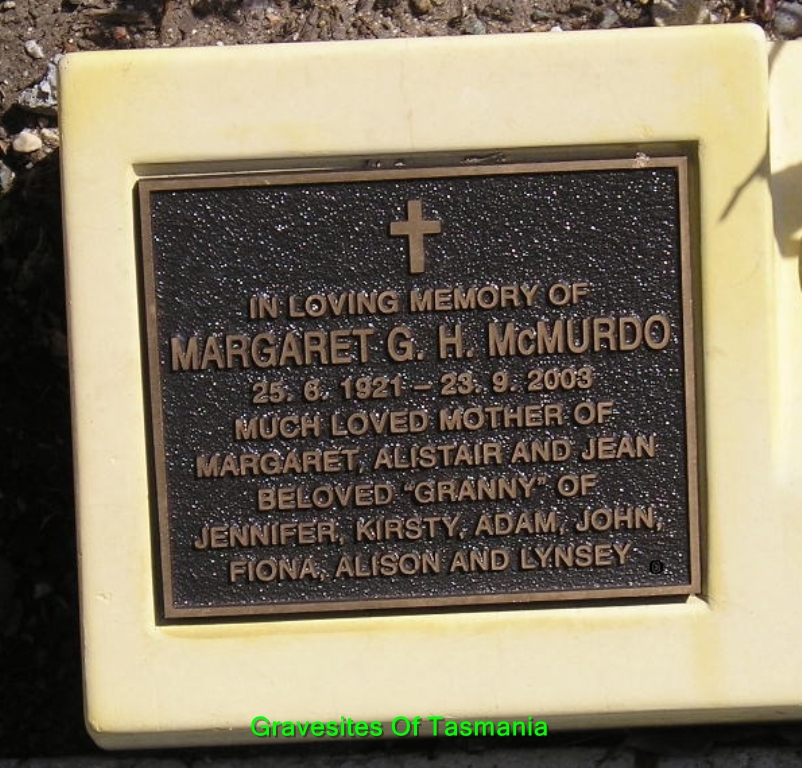 IN LOVING MEMORY OF
MARGARET G. H. McMURDO
25. 6. 1921 – 23. 9. 2003
MUCH LOVED MOTHER OF
MARGARET, ALISTAIR AND JEAN
BELOVED "GRANNY" OF
JENNIFER, KIRSTY, ADAM, JOHN,
FIONA, ALISON AND LYNSEY
Gravesites Of Tasmania